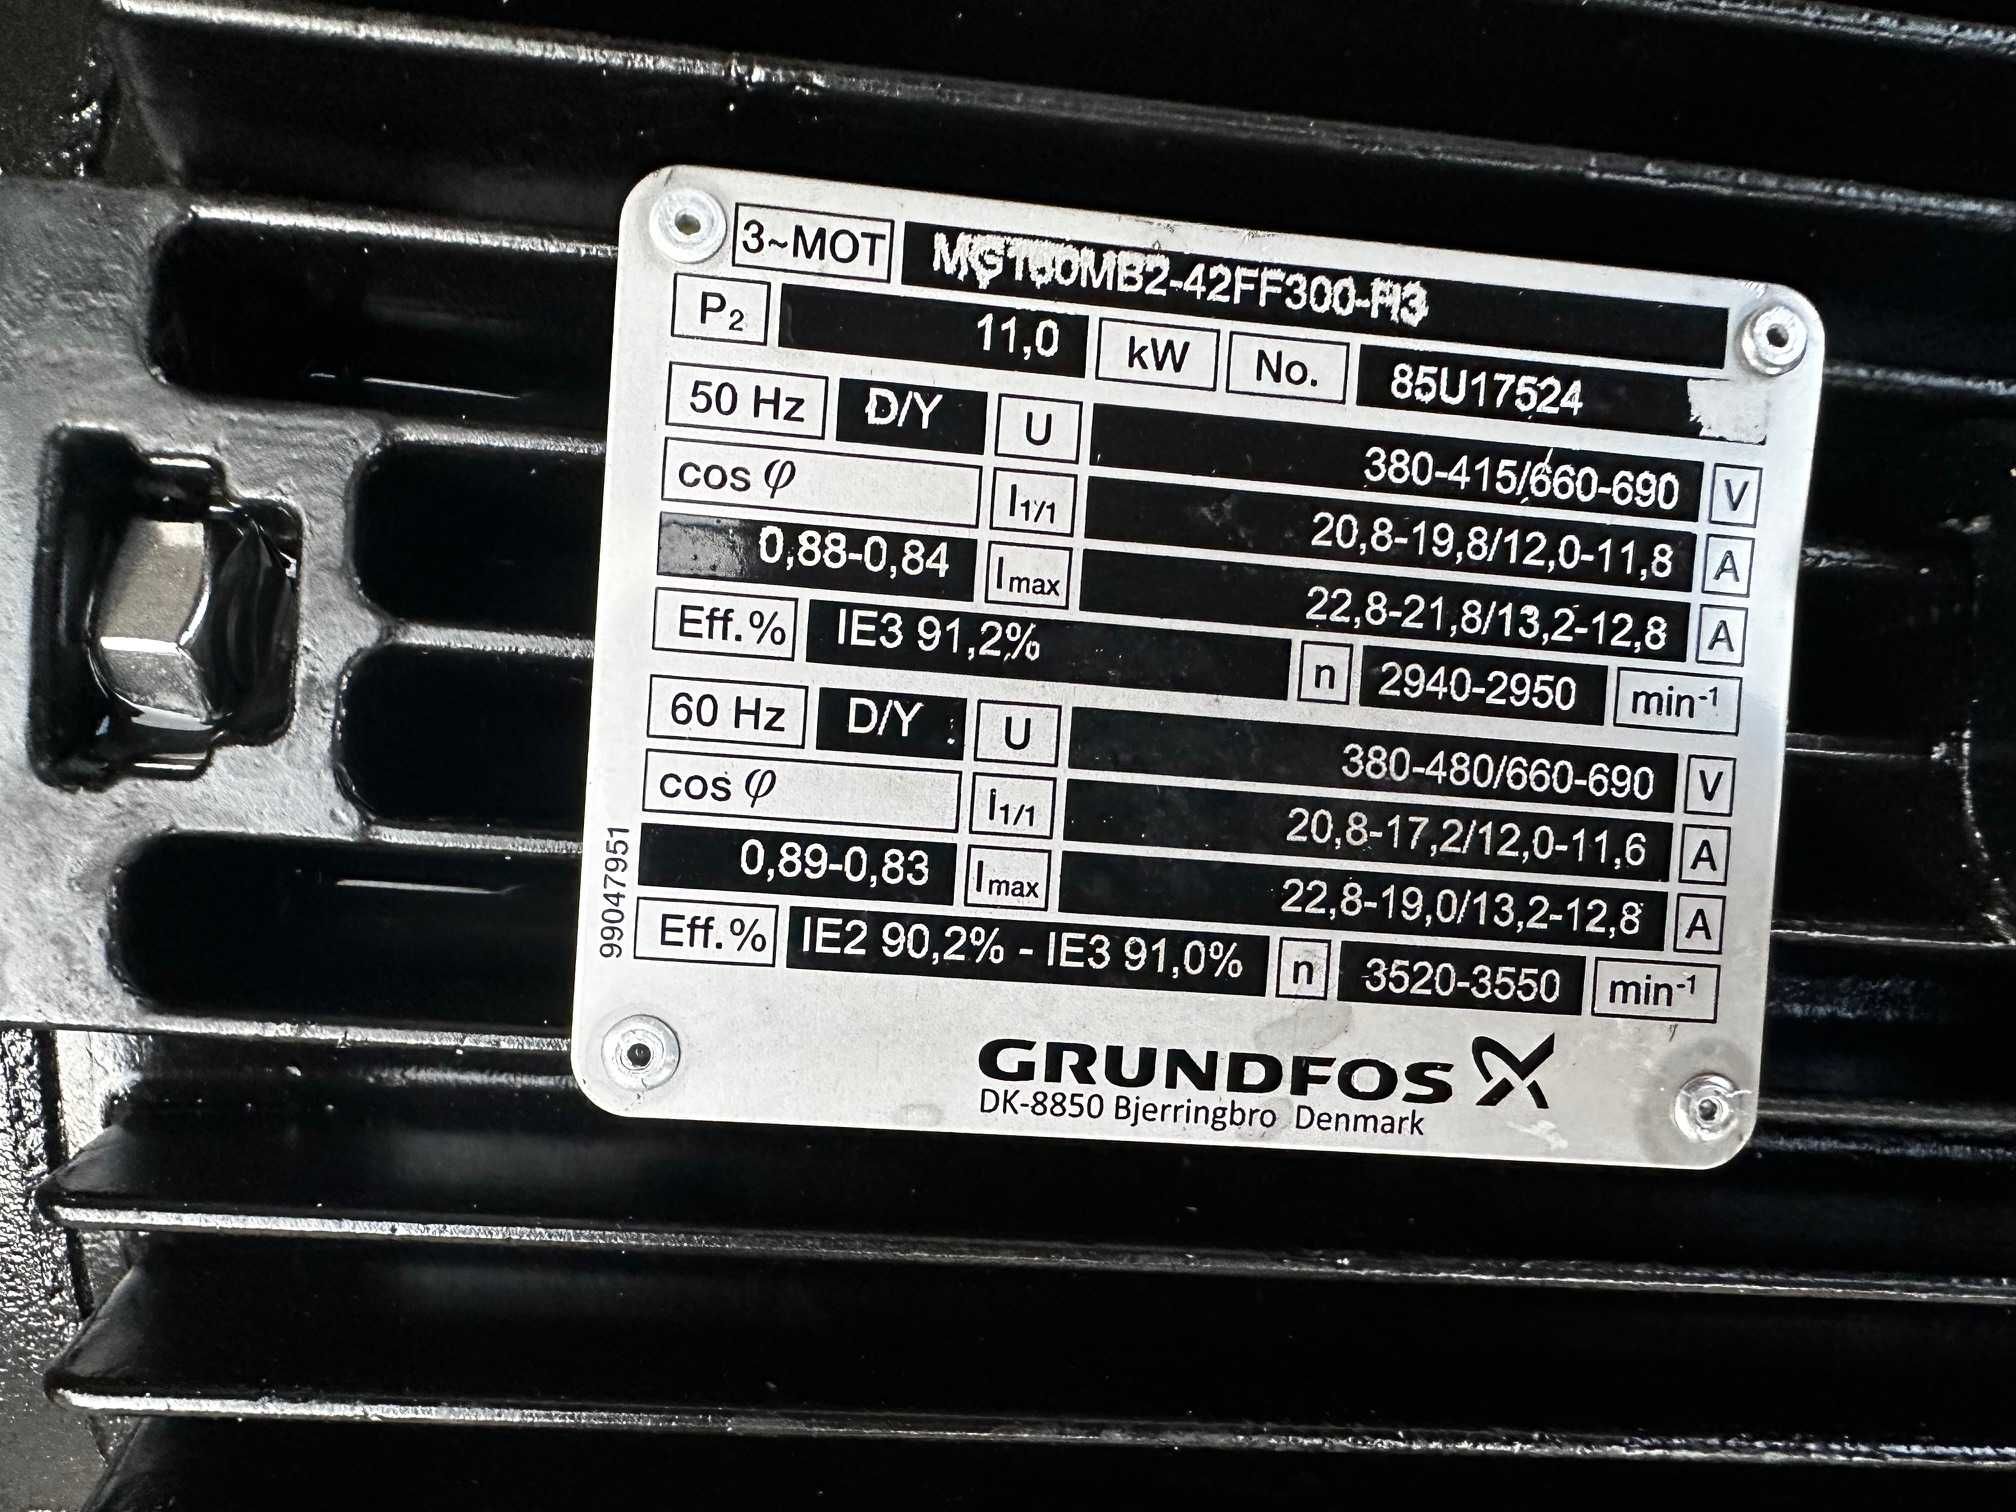 3~MOT MG160MB2-42FF300-H3
P2 11,0 kW No. 85U17524
50 Hz D/Y U 380-415/660-690 V
cos φ I1/1 20,8-19,8/12,0-11,8 A
0,88-0,84 Imax 22,8-21,8/13,2-12,8 A
Eff.% IE3 91,2% n 2940-2950 min-1
60 Hz D/Y U 380-480/660-690 V
cos φ I1/1 20,8-17,2/12,0-11,6 A
0,89-0,83 Imax 22,8-19,0/13,2-12,8 A
Eff.% IE2 90,2% - IE3 91,0% n 3520-3550 min-1
99047951
GRUNDFOS
DK-8850 Bjerringbro Denmark